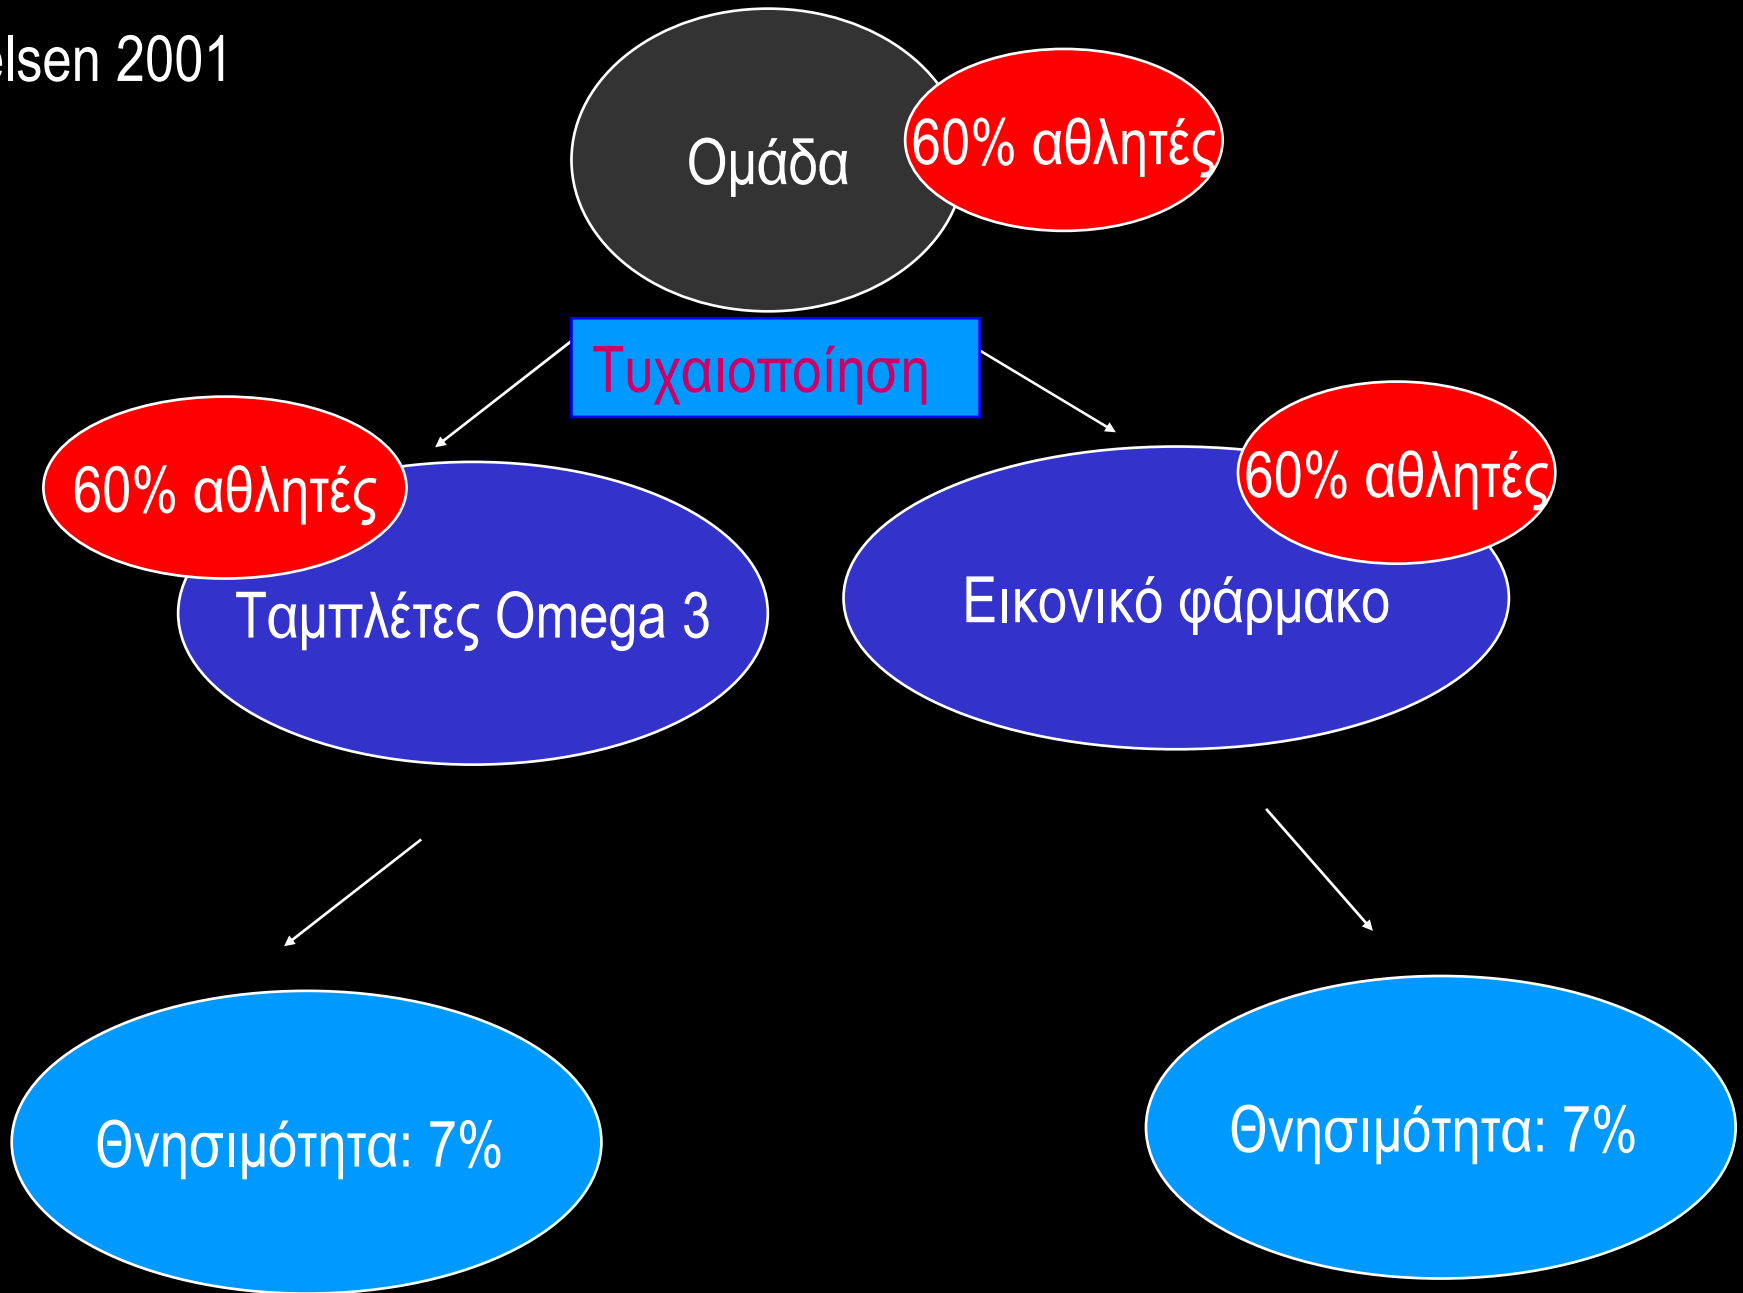 elsen 2001
Ομάδα
60% αθλητές
Τυχαιοποίηση
60% αθλητές
60% αθλητές
Ταμπλέτες Omega 3
Εικονικό φάρμακο
Θνησιμότητα: 7%
Θνησιμότητα: 7%